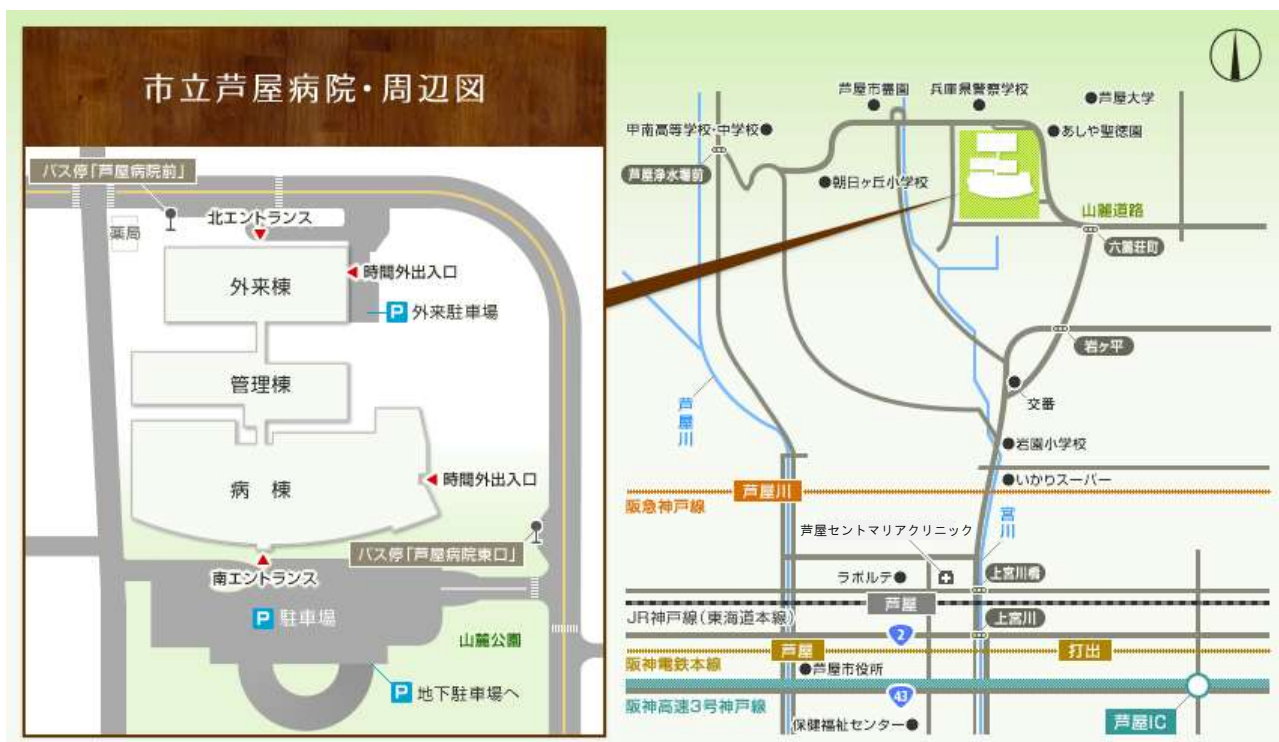 市立芦屋病院・周辺図
バス停「芦屋病院前」
北エントランス
薬局
時間外出入口
外来棟
P 外来駐車場
管理棟
病 棟
時間外出入口
バス停「芦屋病院東口」
南エントランス
P 駐車場
山麓公園
P 地下駐車場へ
芦屋市霊園
兵庫県警察学校
芦屋大学
甲南高等学校・中学校
あしや聖徳園
芦屋浄水場前
朝日ヶ丘小学校
山麓道路
六麓荘町
岩ヶ平
交番
芦屋川
岩園小学校
いかりスーパー
芦屋川
阪急神戸線
宮川
芦屋セントマリアクリニック
ラポルテ
上宮川橋
芦屋
JR神戸線(東海道本線)
上宮川
2
芦屋
打出
阪神電鉄本線
芦屋市役所
43
阪神高速3号神戸線
保健福祉センター
芦屋IC